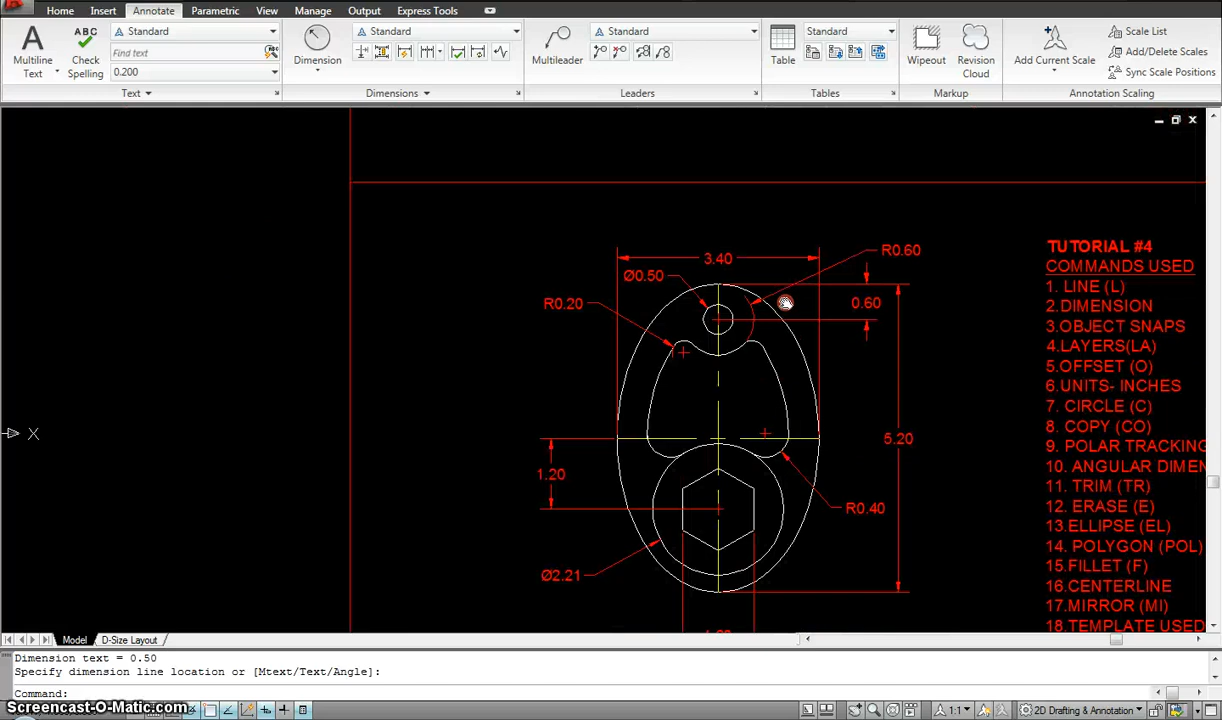 Home Insert Annotate Parametric View Manage Output Express Tools
Multiline Text
ABC
Check Spelling
Standard
Find text
0.200
Text
Dimension
Standard
Dimensions
Multileader
Standard
Leaders
Table
Standard
Tables
Wipeout
Revision Cloud
Markup
Add Current Scale
Scale List
Add/Delete Scales
Sync Scale Positions
Annotation Scaling
3.40
R0.60
Ø0.50
R0.20
0.60
5.20
1.20
R0.40
Ø2.21
X
TUTORIAL #4
COMMANDS USED
1. LINE (L)
2.DIMENSION
3.OBJECT SNAPS
4.LAYERS(LA)
5.OFFSET (O)
6.UNITS- INCHES
7. CIRCLE (C)
8. COPY (CO)
9. POLAR TRACKING
10. ANGULAR DIMEN
11. TRIM (TR)
12. ERASE (E)
13.ELLIPSE (EL)
14. POLYGON (POL)
15.FILLET (F)
16.CENTERLINE
17.MIRROR (MI)
18.TEMPLATE USED
Model D-Size Layout
Dimension text = 0.50
Specify dimension line location or [Mtext/Text/Angle]:
Command:
Screencast-O-Matic.com
1:1
2D Drafting & Annotation